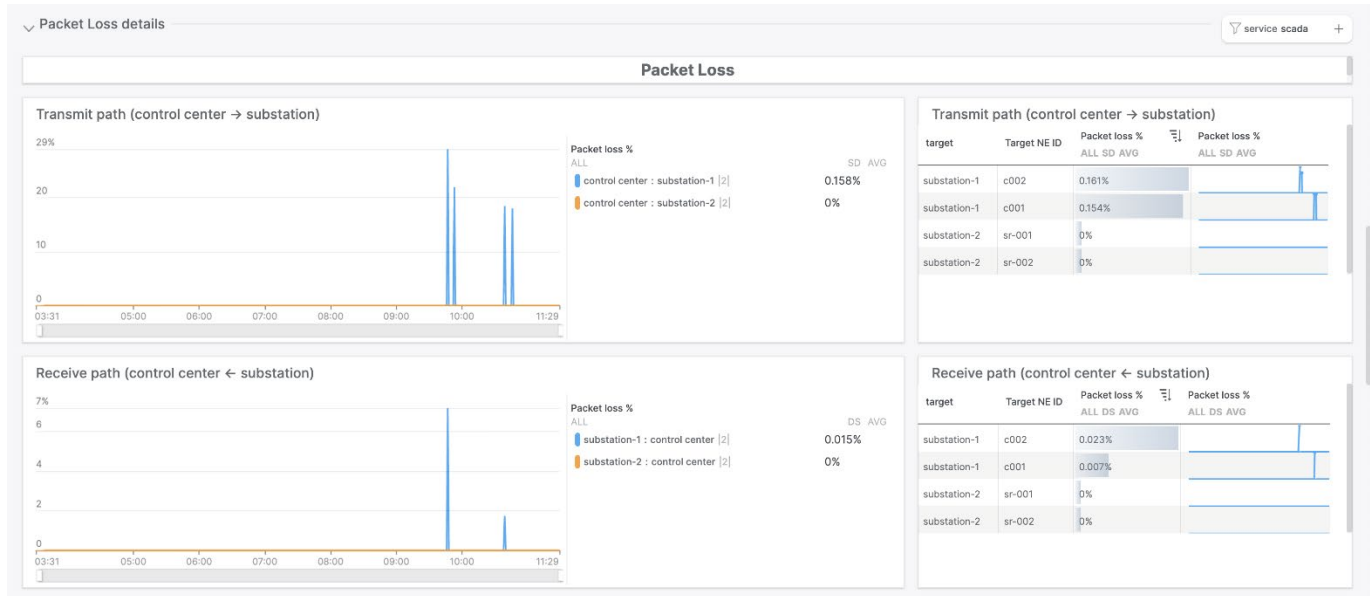 Packet Loss details
service scada +
Packet Loss
Transmit path (control center → substation)
29%
20
10
0
03:31 05:00 06:00 07:00 08:00 09:00 10:00 11:29
Packet loss %
ALL SD AVG
control center : substation-1 |2| 0.158%
control center : substation-2 |2| 0%
Transmit path (control center → substation)
target Target NE ID Packet loss % Packet loss %
ALL SD AVG ALL SD AVG
substation-1 c002 0.161%
substation-1 c001 0.154%
substation-2 sr-001 0%
substation-2 sr-002 0%
Receive path (control center ← substation)
7%
6
4
2
0
03:31 05:00 06:00 07:00 08:00 09:00 10:00 11:29
Packet loss %
ALL DS AVG
substation-1 : control center |2| 0.015%
substation-2 : control center |2| 0%
Receive path (control center ← substation)
target Target NE ID Packet loss % Packet loss %
ALL DS AVG ALL DS AVG
substation-1 c002 0.023%
substation-1 c001 0.007%
substation-2 sr-001 0%
substation-2 sr-002 0%